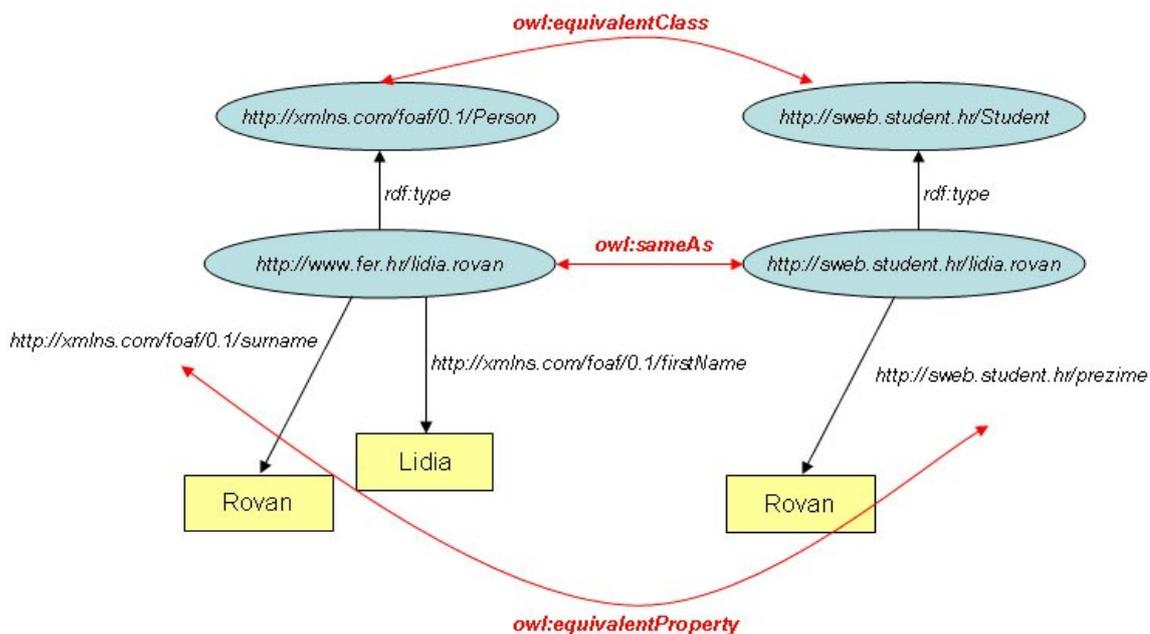 owl:equivalentClass
http://xmlns.com/foaf/0.1/Person
http://sweb.student.hr/Student
rdf:type
rdf:type
owl:sameAs
http://www.fer.hr/lidia.rovan
http://sweb.student.hr/lidia.rovan
http://xmlns.com/foaf/0.1/surname
http://xmlns.com/foaf/0.1/firstName
http://sweb.student.hr/prezime
Lidia
Rovan
Rovan
owl:equivalentProperty